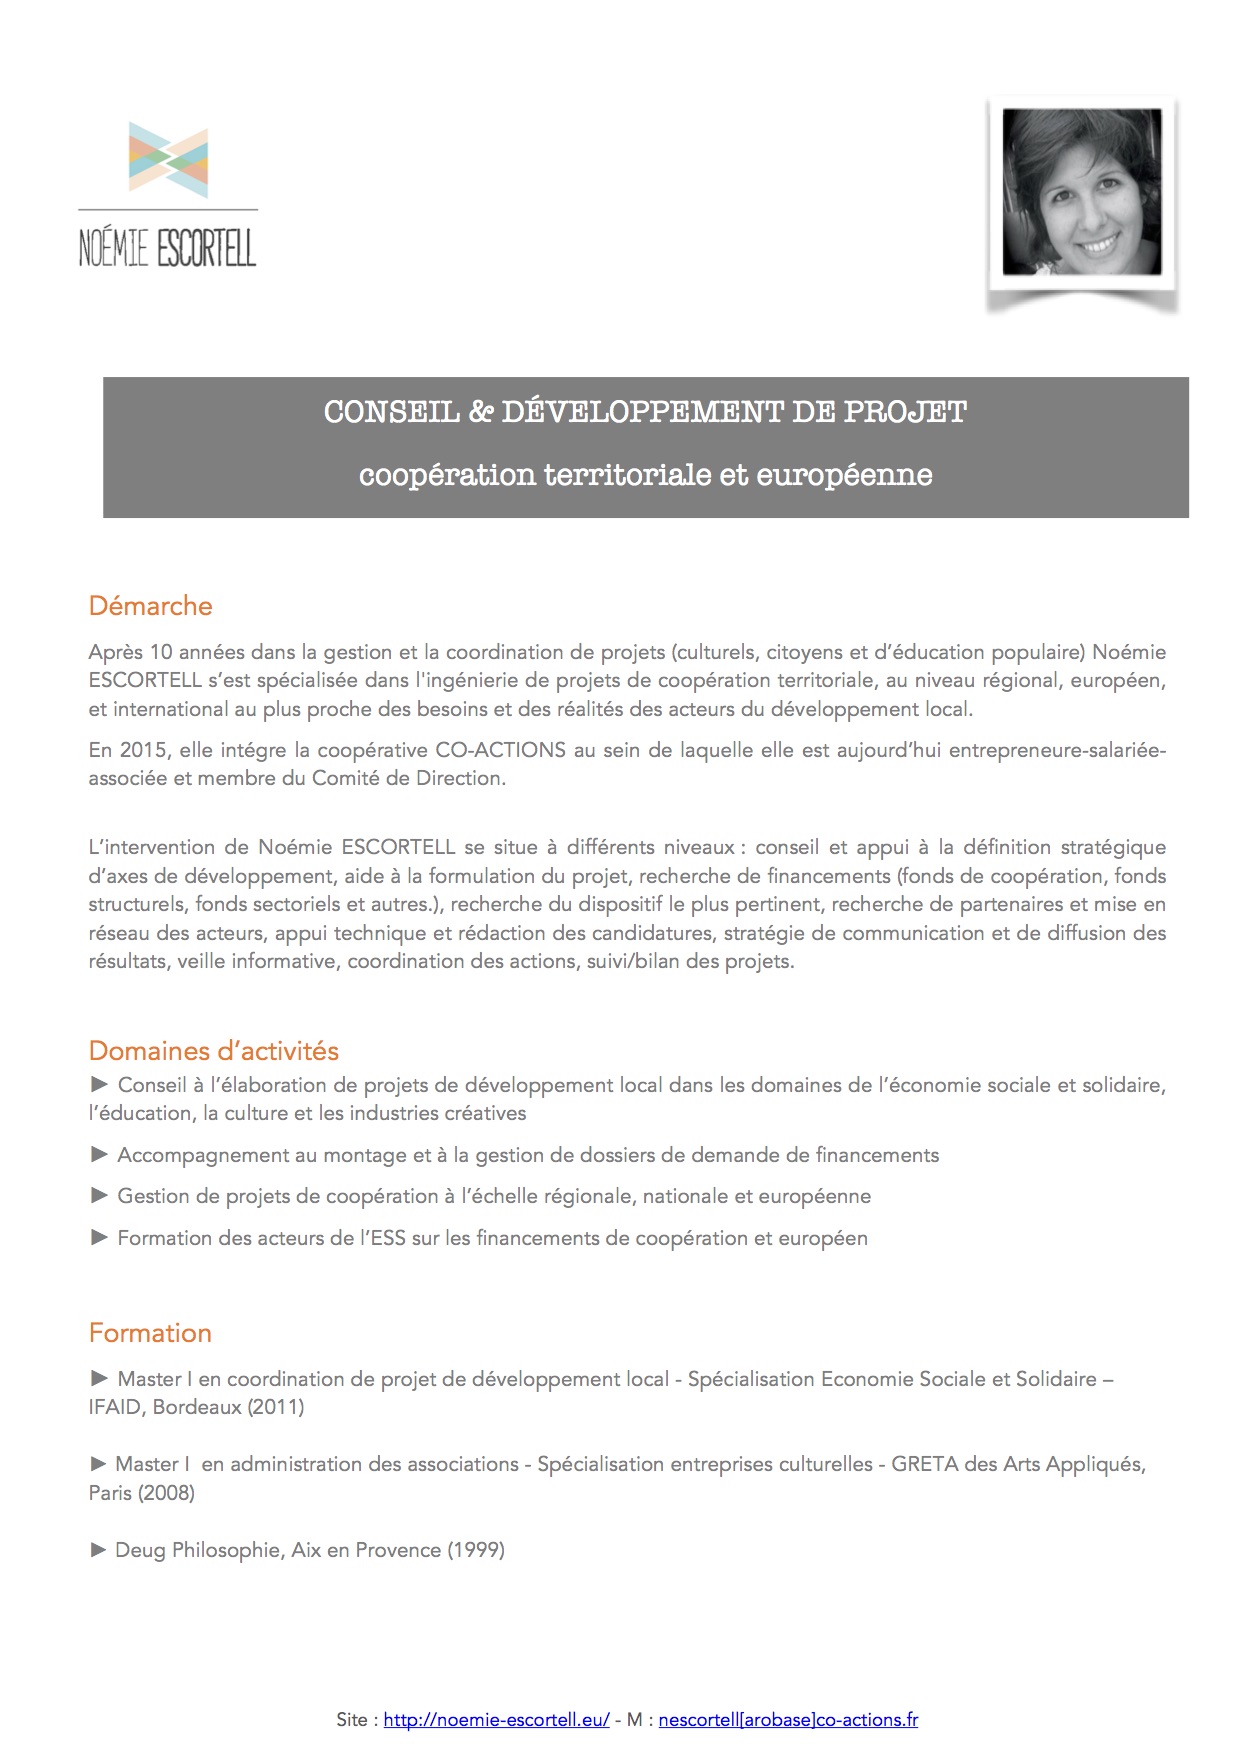 NOÉMIE ESCORTELL
CONSEIL & DÉVELOPPEMENT DE PROJET
coopération territoriale et européenne
Démarche
Après 10 années dans la gestion et la coordination de projets (culturels, citoyens et d’éducation populaire) Noémie
ESCORTELL s’est spécialisée dans l'ingénierie de projets de coopération territoriale, au niveau régional, européen,
et international au plus proche des besoins et des réalités des acteurs du développement local.
En 2015, elle intégre la coopérative CO-ACTIONS au sein de laquelle elle est aujourd’hui entrepreneure-salariée-
associée et membre du Comité de Direction.
L’intervention de Noémie ESCORTELL se situe à différents niveaux : conseil et appui à la définition stratégique
d’axes de développement, aide à la formulation du projet, recherche de financements (fonds de coopération, fonds
structurels, fonds sectoriels et autres.), recherche du dispositif le plus pertinent, recherche de partenaires et mise en
réseau des acteurs, appui technique et rédaction des candidatures, stratégie de communication et de diffusion des
résultats, veille informative, coordination des actions, suivi/bilan des projets.
Domaines d’activités
► Conseil à l’élaboration de projets de développement local dans les domaines de l’économie sociale et solidaire,
l’éducation, la culture et les industries créatives
► Accompagnement au montage et à la gestion de dossiers de demande de financements
► Gestion de projets de coopération à l’échelle régionale, nationale et européenne
► Formation des acteurs de l’ESS sur les financements de coopération et européen
Formation
► Master I en coordination de projet de développement local - Spécialisation Economie Sociale et Solidaire –
IFAID, Bordeaux (2011)
► Master I  en administration des associations - Spécialisation entreprises culturelles - GRETA des Arts Appliqués,
Paris (2008)
► Deug Philosophie, Aix en Provence (1999)
Site : http://noemie-escortell.eu/ - M : nescortell[arobase]co-actions.fr